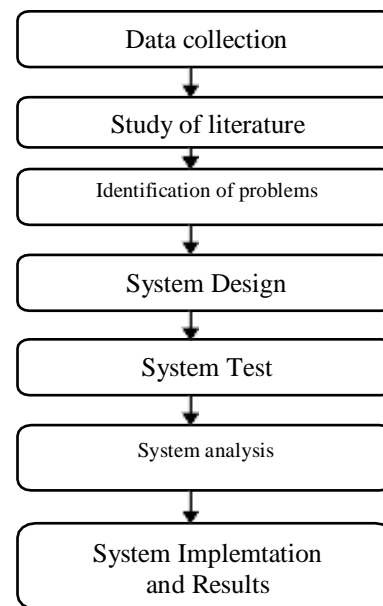 Data collection
Study of literature
Identification of problems
System Design
System Test
System analysis
System Implemtation
and Results